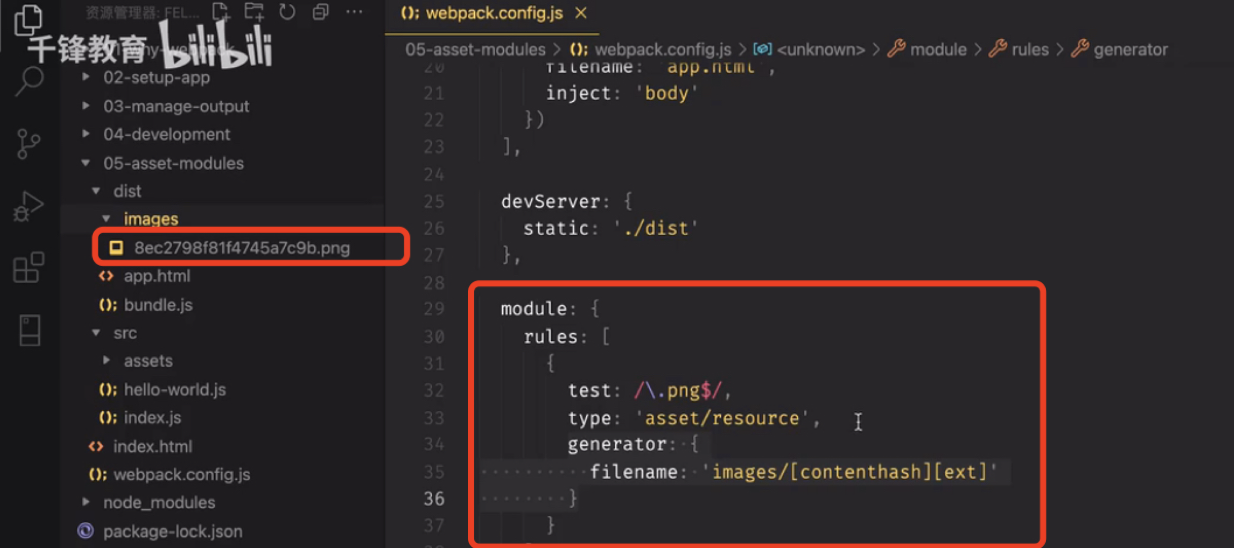 资源管理器: FEL...
千锋教育 bilibili
02-setup-app
03-manage-output
04-development
05-asset-modules
dist
images
8ec2798f81f4745a7c9b.png
app.html
bundle.js
src
assets
hello-world.js
index.js
index.html
webpack.config.js
node_modules
package-lock.json
(); webpack.config.js ×
05-asset-modules > (); webpack.config.js > <unknown> > module > rules > generator
20 filename: 'app.html',
21 inject: 'body'
22 })
23 ],
24
25 devServer: {
26 static: './dist'
27 },
28
29 module: {
30 rules: [
31 {
32 test: /\.png$/,
33 type: 'asset/resource',
34 generator: {
35 filename: 'images/[contenthash][ext]'
36 }
37 }